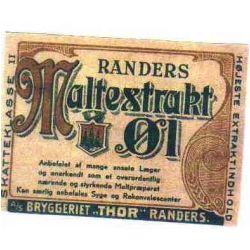 SKATTEKLASSE II
RANDERS
Maltextrakt
ØL
Anbefalet af mange ansete Læger
og anerkendt som et overordentlig
nærende og styrkende Maltpræparat
Kan særlig anbefales Syge og Rekonvalescenter
A/S BRYGGERIET „THOR” RANDERS.
HØJESTE EXTRAKTINDHOLD